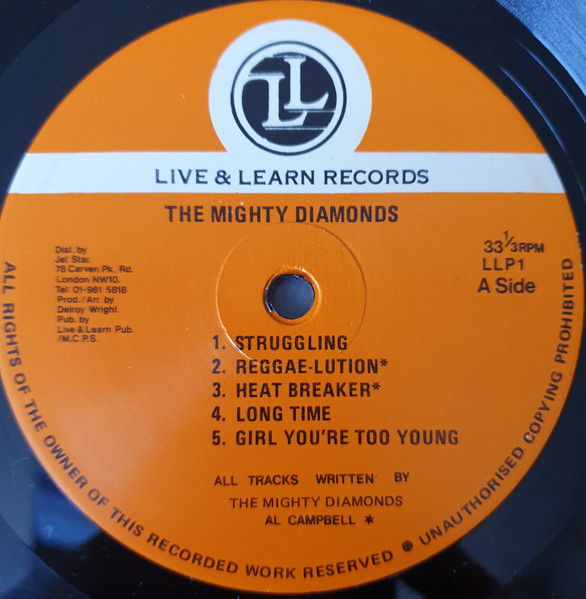 LL
LIVE & LEARN RECORDS
THE MIGHTY DIAMONDS
Dist. by
Jet Star.
78 Carven Pk. Rd.
London NW10.
Tel: 01-961 5818
Prod./Arr. by
Delroy Wright
Pub. by
Live & Learn Pub.
/M.C.P.S.
33 1/3 RPM
LLP1
A Side
1. STRUGGLING
2. REGGAE-LUTION*
3. HEAT BREAKER*
4. LONG TIME
5. GIRL YOU'RE TOO YOUNG
ALL TRACKS WRITTEN BY
THE MIGHTY DIAMONDS
AL CAMPBELL *
ALL RIGHTS OF THE OWNER OF THIS RECORDED WORK RESERVED ● UNAUTHORISED COPYING PROHIBITED